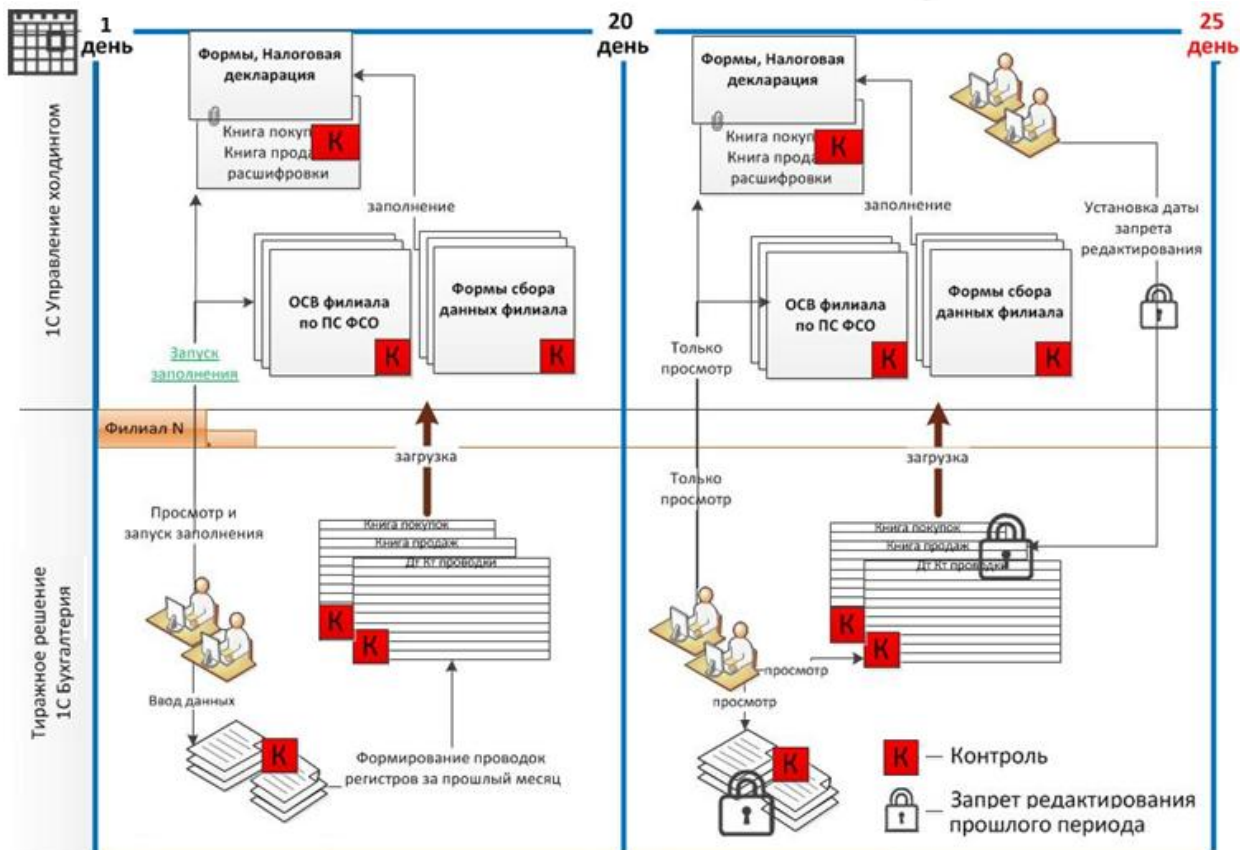 1
день
20
день
25
день
1С Управление холдингом
Формы, Налоговая
декларация
К
Книга покуп
Книга прода
расшифровки
заполнение
ОСВ филиала
по ПС ФСО
К
Формы сбора
данных филиала
К
Запуск
заполнения
Формы, Налоговая
декларация
К
Книга покуп
Книга прода
расшифровки
заполнение
Установка даты
запрета
редактирования
ОСВ филиала
по ПС ФСО
К
Формы сбора
данных филиала
К
Только
просмотр
Филиал N
загрузка
загрузка
Тиражное решение
1С Бухгалтерия
Просмотр и
запуск заполнения
Книга покупок
Книга продаж
Дт Кт проводки
К
К
Ввод данных
К
Формирование проводок
регистров за прошлый месяц
Только
просмотр
Книга покупок
Книга продаж
Дт Кт проводки
К
К
просмотр
просмотр
К
К
— Контроль
— Запрет редактирования
прошлого периода